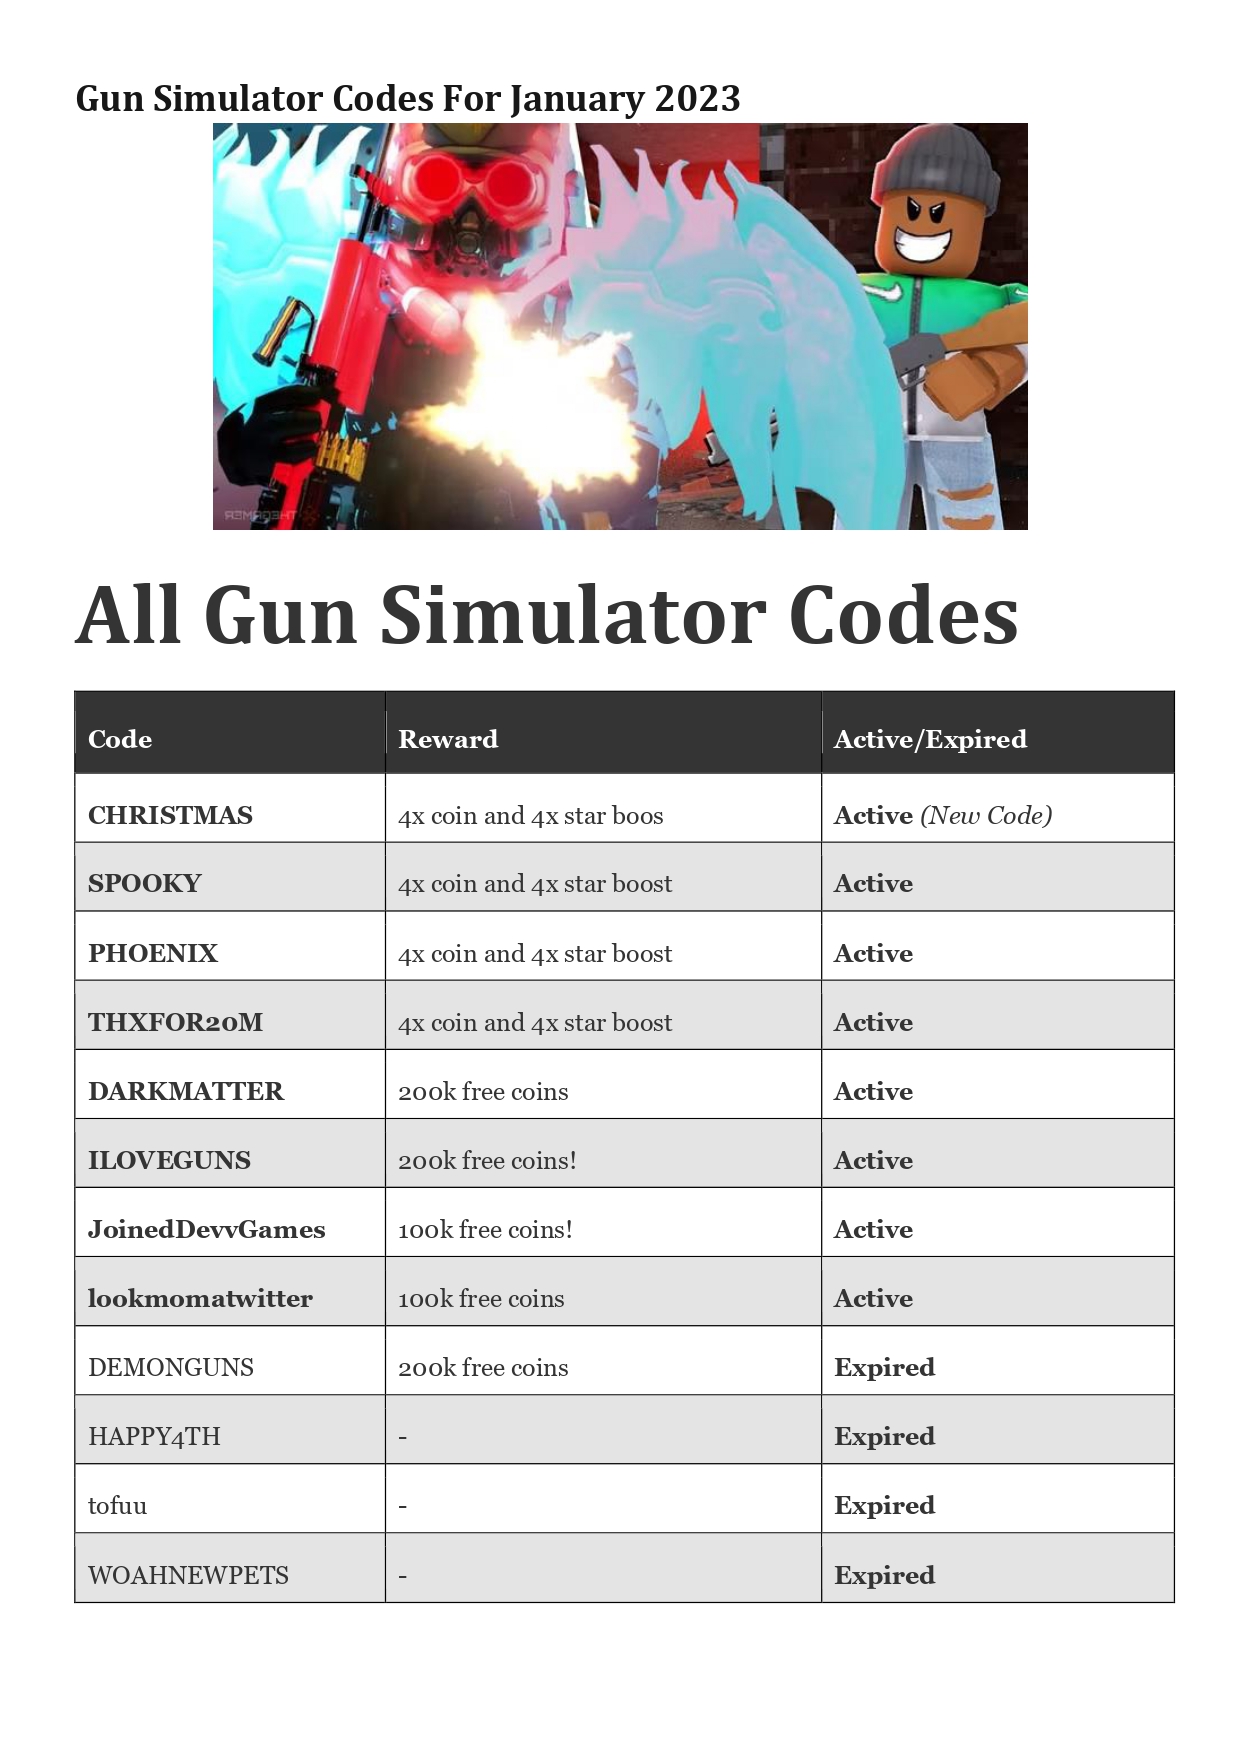 Gun Simulator Codes For January 2023
THEGAMER
All Gun Simulator Codes
Code Reward Active/Expired
CHRISTMAS 4x coin and 4x star boos Active (New Code)
SPOOKY 4x coin and 4x star boost Active
PHOENIX 4x coin and 4x star boost Active
THXFOR20M 4x coin and 4x star boost Active
DARKMATTER 200k free coins Active
ILOVEGUNS 200k free coins! Active
JoinedDevvGames 100k free coins! Active
lookmomatwitter 100k free coins Active
DEMONGUNS 200k free coins Expired
HAPPY4TH - Expired
tofuu - Expired
WOAHNEWPETS - Expired